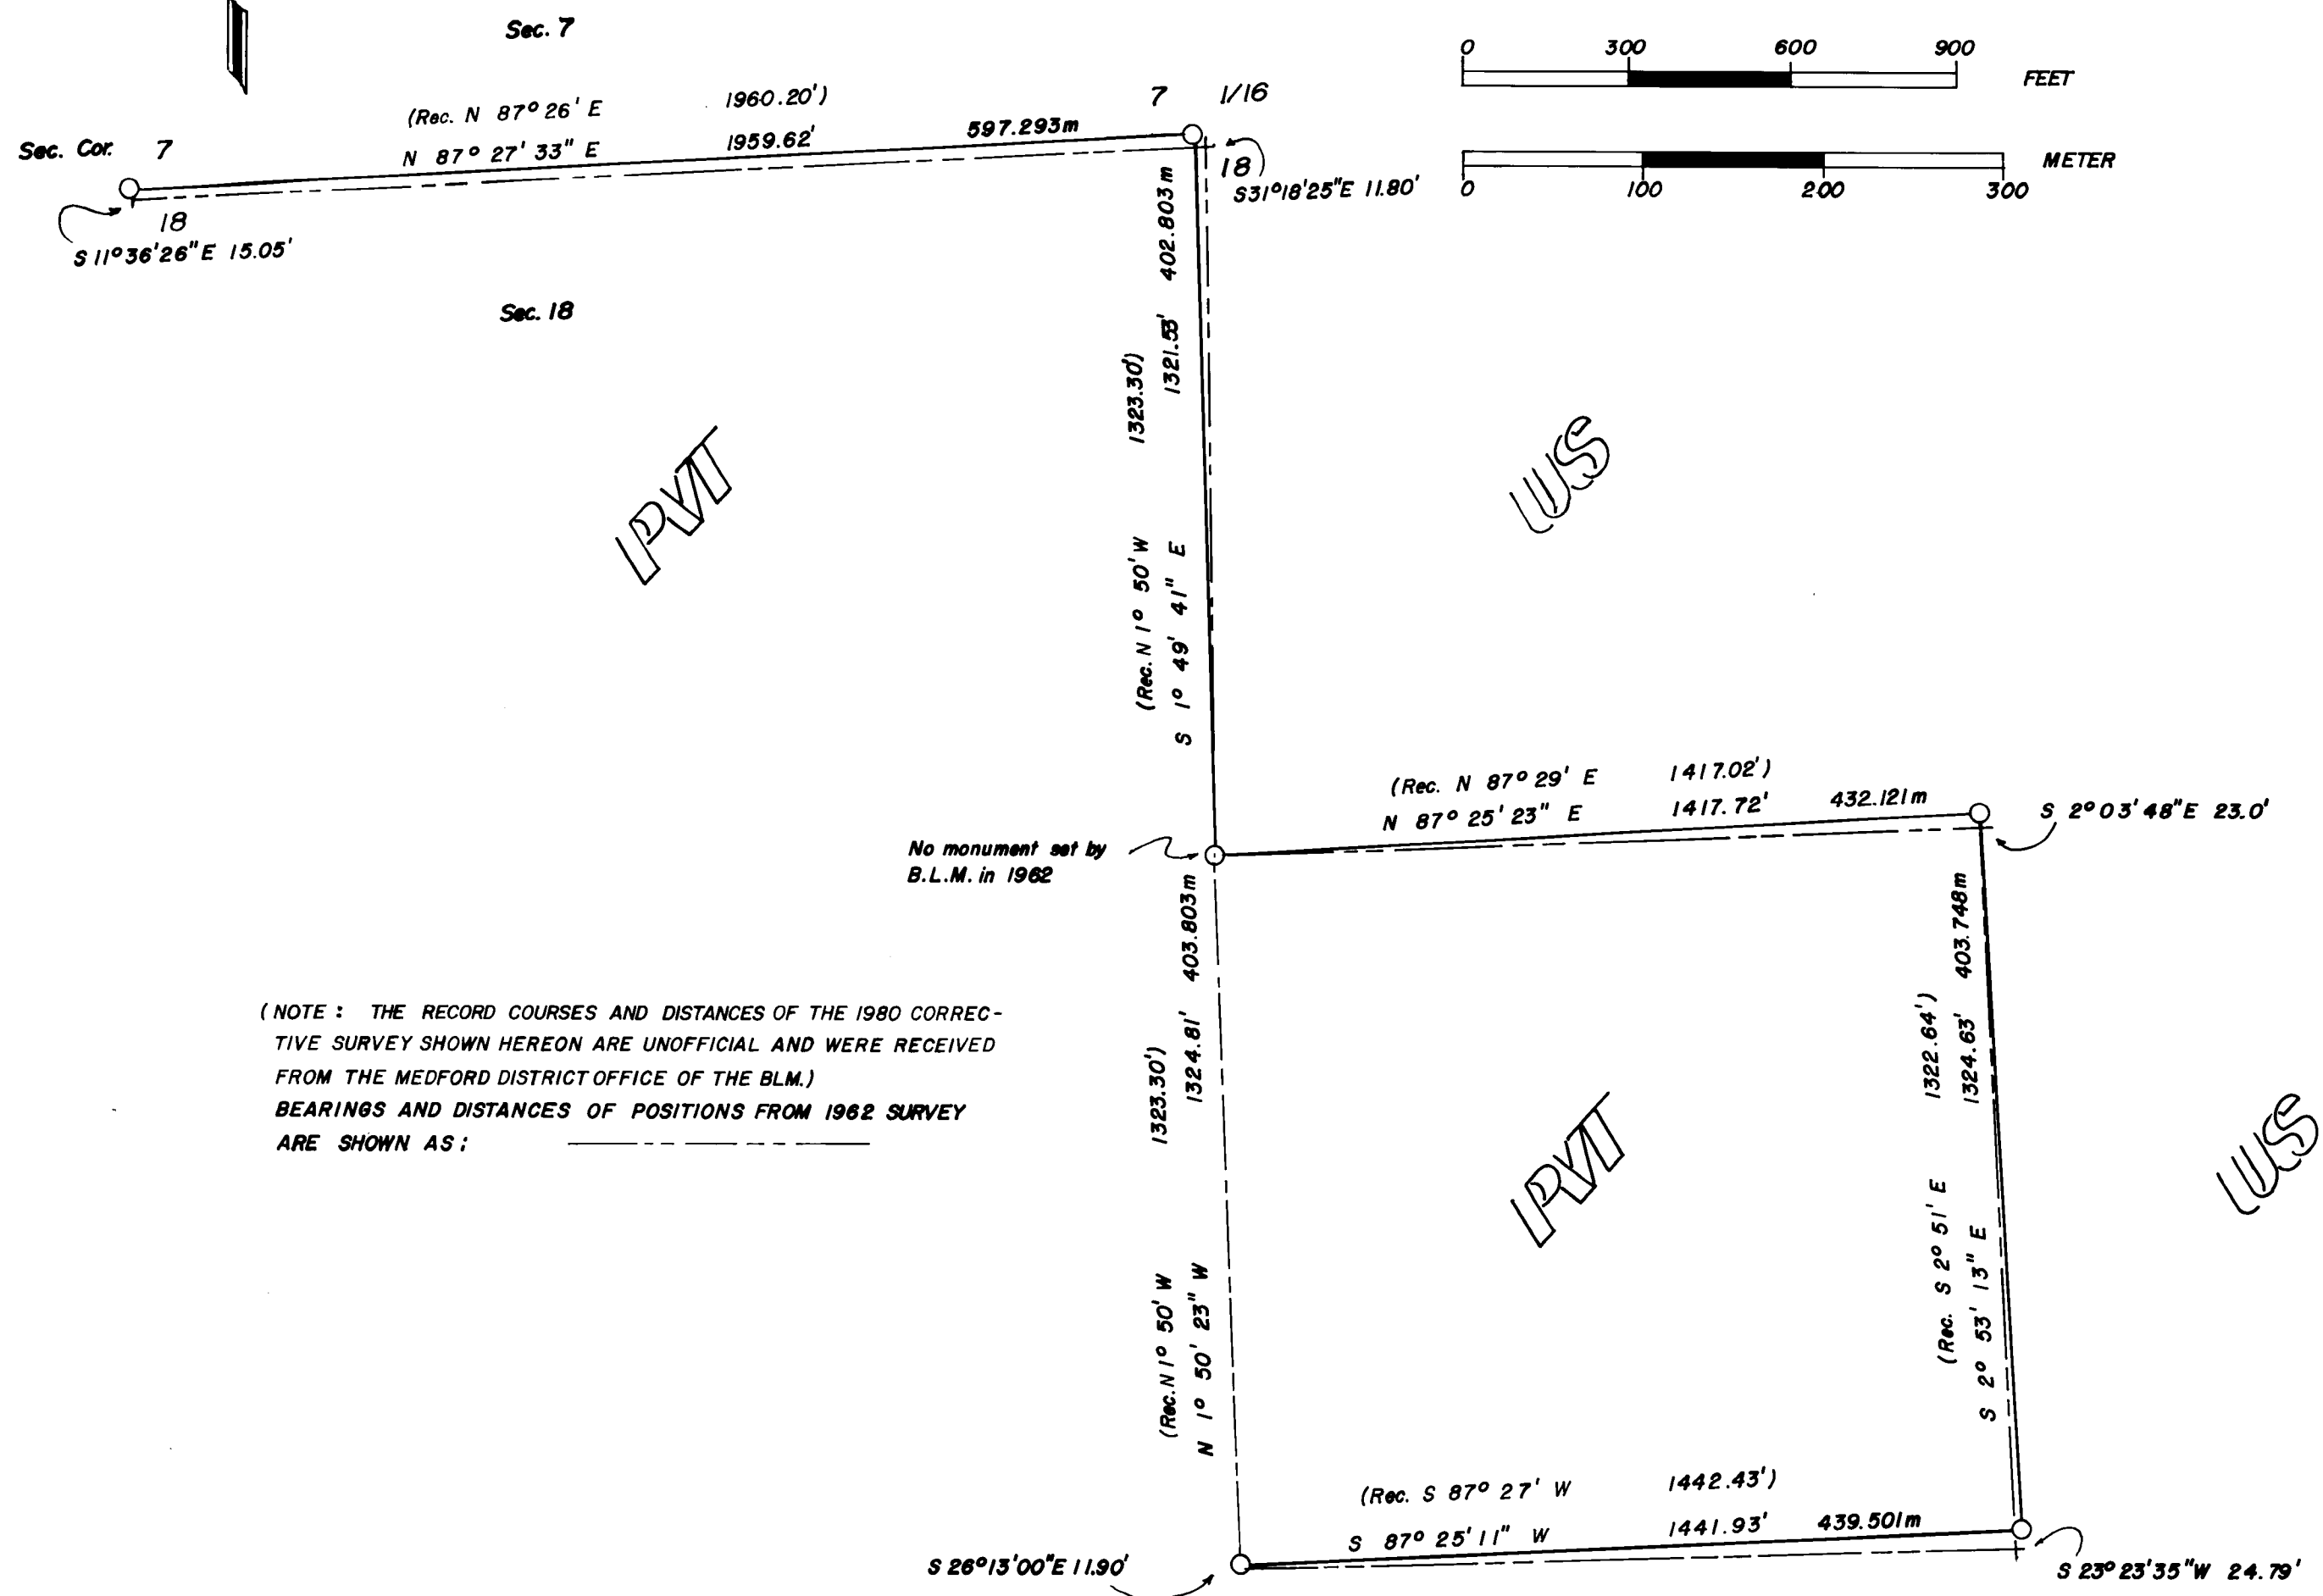 Sec. 7
0 300 600 900
FEET
(Rec. N 87° 26' E 1960.20')
7 1/16
Sec. Cor. 7
N 87° 27' 33" E 1959.62' 597.293m
18
METER
0 100 200 300
S31°18'25"E 11.80'
18
S 11°36'26"E 15.05'
Sec. 18
(Rec. N 1° 50' W 1323.30')
S 1° 49' 41" E 1321.53' 402.803m
PVT
US
(Rec. N 87° 29' E 1417.02')
N 87° 25' 23" E 1417.72' 432.121m
S 2° 03' 48"E 23.0'
No monument set by
B.L.M. in 1962
(NOTE : THE RECORD COURSES AND DISTANCES OF THE 1980 CORREC-
TIVE SURVEY SHOWN HEREON ARE UNOFFICIAL AND WERE RECEIVED
FROM THE MEDFORD DISTRICT OFFICE OF THE BLM.)
BEARINGS AND DISTANCES OF POSITIONS FROM 1962 SURVEY
ARE SHOWN AS :
(Rec. N 1° 50' W 1323.30')
N 1° 50' 23" W 1324.81' 403.803m
PVT
(Rec. S 2° 51' E 1322.64')
S 2° 53' 13" E 1324.63' 403.748m
US
(Rec. S 87° 27' W 1442.43')
S 87° 25' 11" W 1441.93' 439.501m
S 26°13'00"E 11.90'
S 23° 23'35"W 24.79'